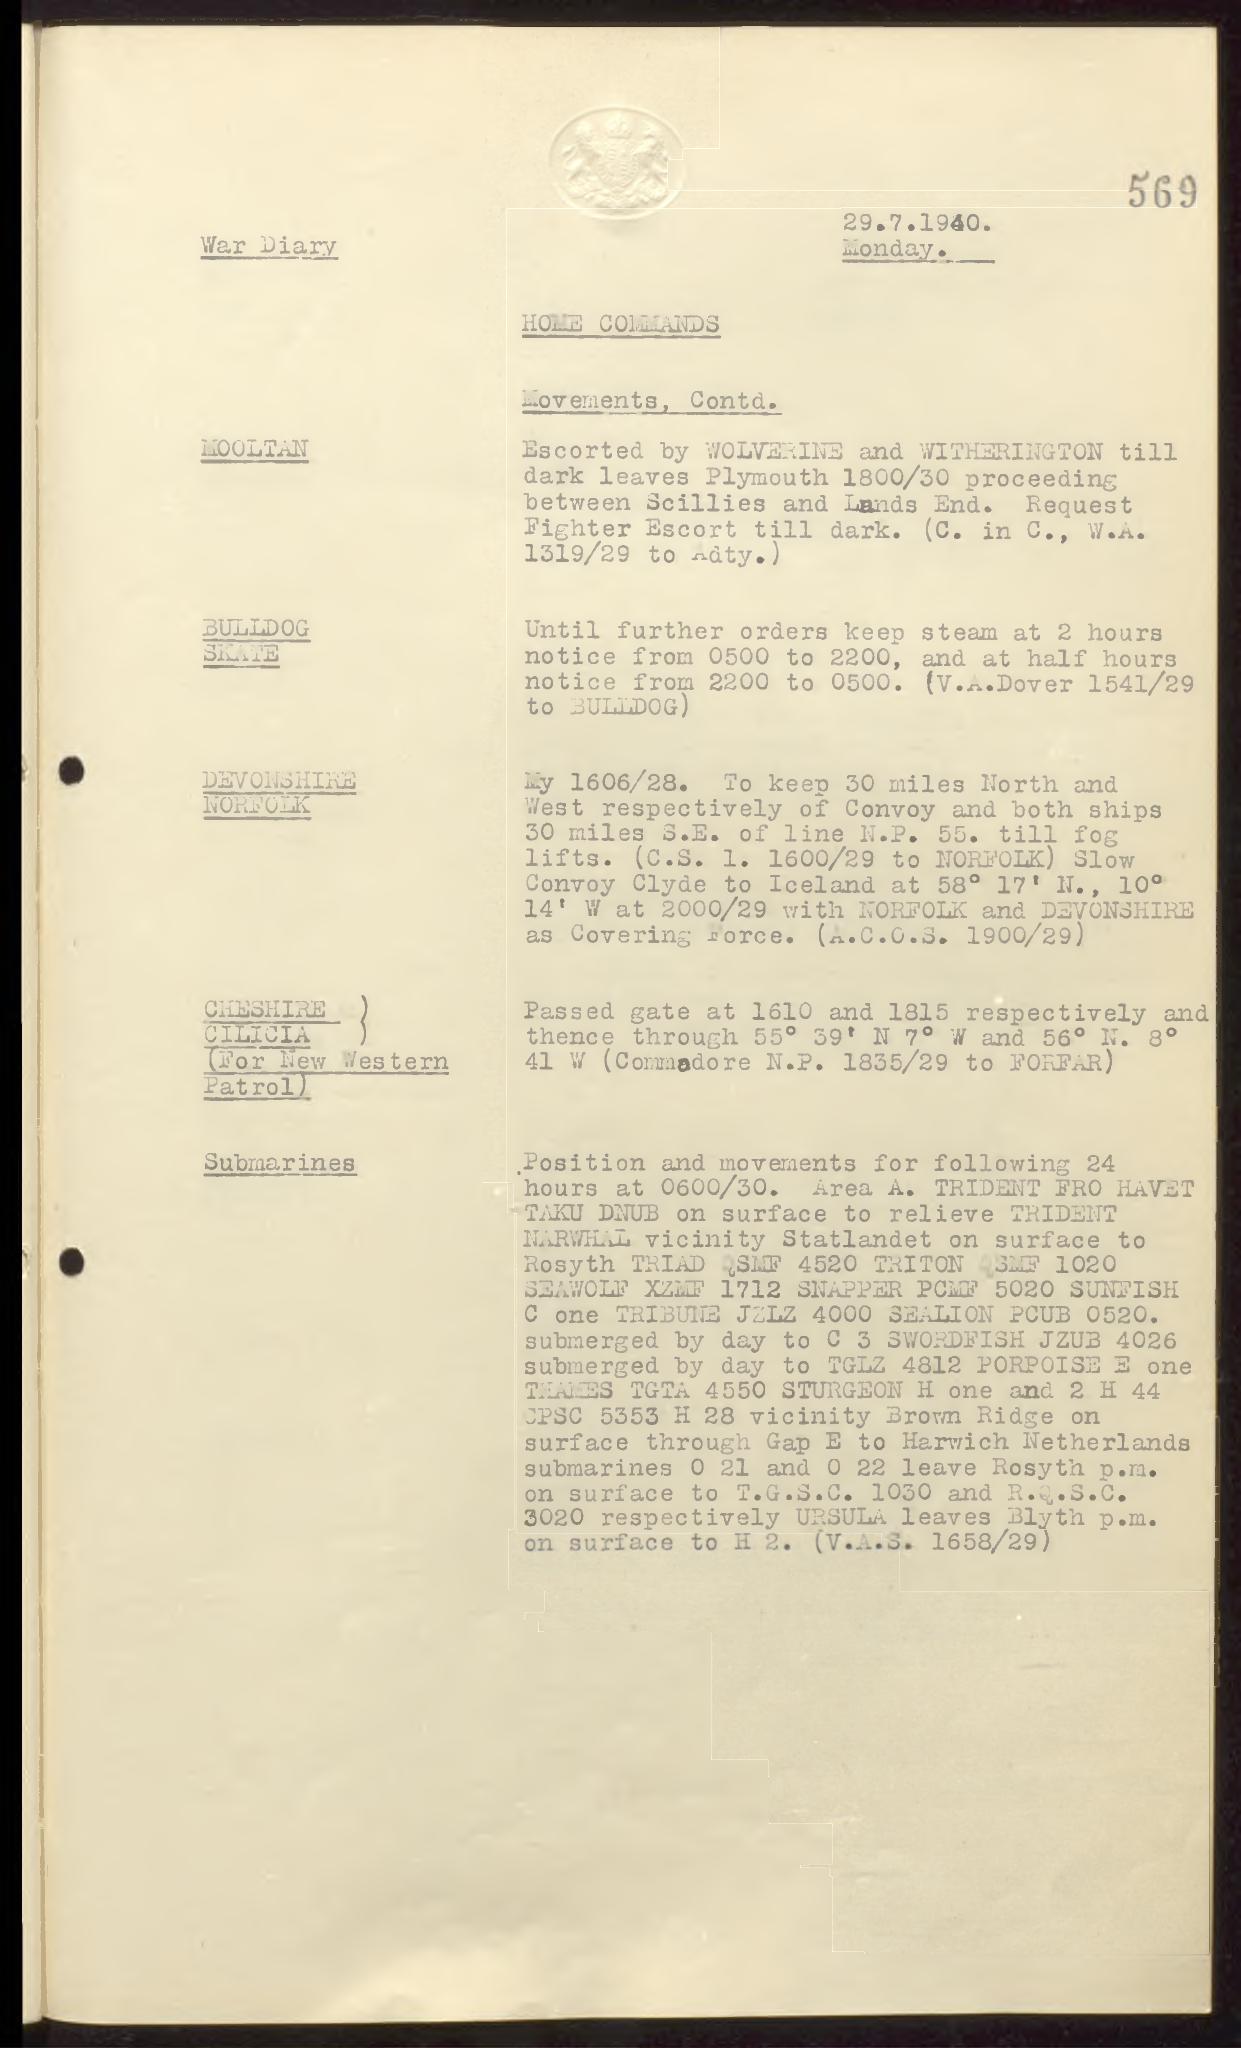 569
29.7.1940.
War Diary
Monday.
HOME COMMANDS
Movements, Contd.
MOOLTAN
Escorted by WOLVERINE and WITHERINGTON till
dark leaves Plymouth 1800/30 proceeding
between Scillies and Lands End. Request
Fighter Escort till dark. (C. in C., W.A.
1319/29 to Adty.)
BULLDOG
SKATE
Until further orders keep steam at 2 hours
notice from 0500 to 2200, and at half hours
notice from 2200 to 0500. (V.A.Dover 1541/29
to BULLDOG)
DEVONSHIRE
NORFOLK
My 1606/28. To keep 30 miles North and
West respectively of Convoy and both ships
30 miles S.E. of line N.P. 55. till fog
lifts. (C.S. 1. 1600/29 to NORFOLK) Slow
Convoy Clyde to Iceland at 58° 17' N., 10°
14' W at 2000/29 with NORFOLK and DEVONSHIRE
as Covering Force. (A.C.O.S. 1900/29)
CHESHIRE )
CILICIA )
(For New Western
Patrol)
Passed gate at 1610 and 1815 respectively and
thence through 55° 39' N 7° W and 56° N. 8°
41 W (Commodore N.P. 1835/29 to FORFAR)
Submarines
Position and movements for following 24
hours at 0600/30. Area A. TRIDENT FRO HAVET
TAKU DNUB on surface to relieve TRIDENT
NARWHAL vicinity Statlandet on surface to
Rosyth TRIAD QSMF 4520 TRITON QSMF 1020
SEAWOLF XZMF 1712 SNAPPER PCMF 5020 SUNFISH
C one TRIBUNE JZLZ 4000 SEALION PCUB 0520.
submerged by day to C 3 SWORDFISH JZUB 4026
submerged by day to TGLZ 4812 PORPOISE E one
THAMES TGTA 4550 STURGEON H one and 2 H 44
CPSC 5353 H 28 vicinity Brown Ridge on
surface through Gap E to Harwich Netherlands
submarines O 21 and O 22 leave Rosyth p.m.
on surface to T.G.S.C. 1030 and R.Q.S.C.
3020 respectively URSULA leaves Blyth p.m.
on surface to H 2. (V.A.S. 1658/29)